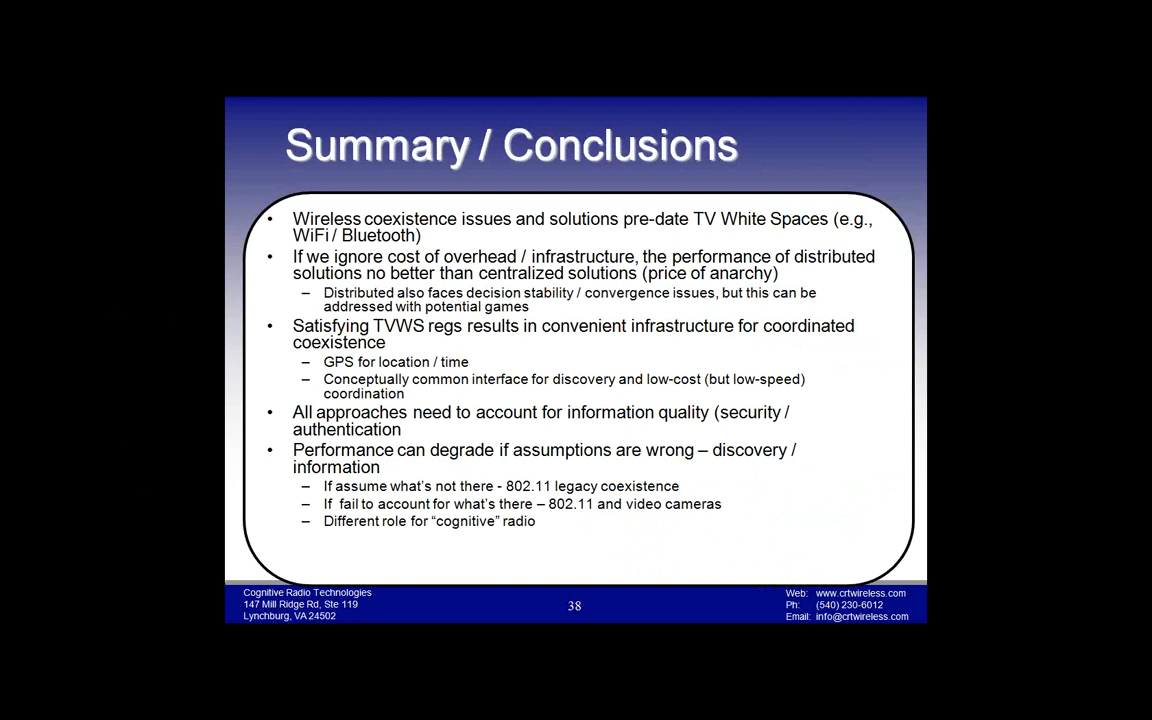 Summary / Conclusions
• Wireless coexistence issues and solutions pre-date TV White Spaces (e.g.,
WiFi / Bluetooth)
• If we ignore cost of overhead / infrastructure, the performance of distributed
solutions no better than centralized solutions (price of anarchy)
– Distributed also faces decision stability / convergence issues, but this can be
addressed with potential games
• Satisfying TVWS regs results in convenient infrastructure for coordinated
coexistence
– GPS for location / time
– Conceptually common interface for discovery and low-cost (but low-speed)
coordination
• All approaches need to account for information quality (security /
authentication
• Performance can degrade if assumptions are wrong – discovery /
information
– If assume what's not there - 802.11 legacy coexistence
– If fail to account for what's there – 802.11 and video cameras
– Different role for “cognitive” radio
Cognitive Radio Technologies
147 Mill Ridge Rd, Ste 119
Lynchburg, VA 24502
38
Web: www.crtwireless.com
Ph: (540) 230-6012
Email: info@crtwireless.com